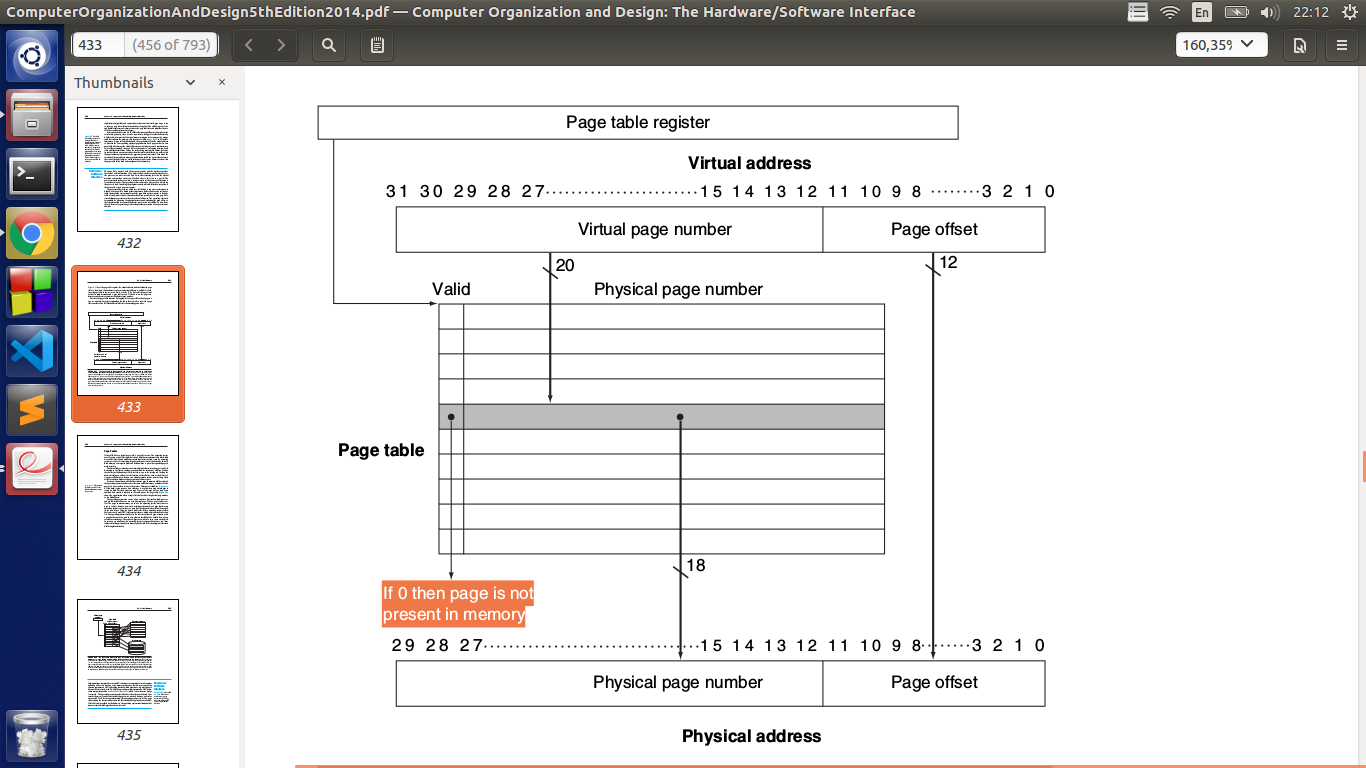 ComputerOrganizationAndDesign5thEdition2014.pdf — Computer Organization and Design: The Hardware/Software Interface
En
22:12
433
(456 of 793)
160,35%
Thumbnails
432
433
434
435
Page table register
Virtual address
31 30 29 28 27························15 14 13 12 11 10 9 8 ········3 2 1 0
Virtual page number
Page offset
20
12
Valid
Physical page number
Page table
18
If 0 then page is not
present in memory
29 28 27··································15 14 13 12 11 10 9 8········3 2 1 0
Physical page number
Page offset
Physical address